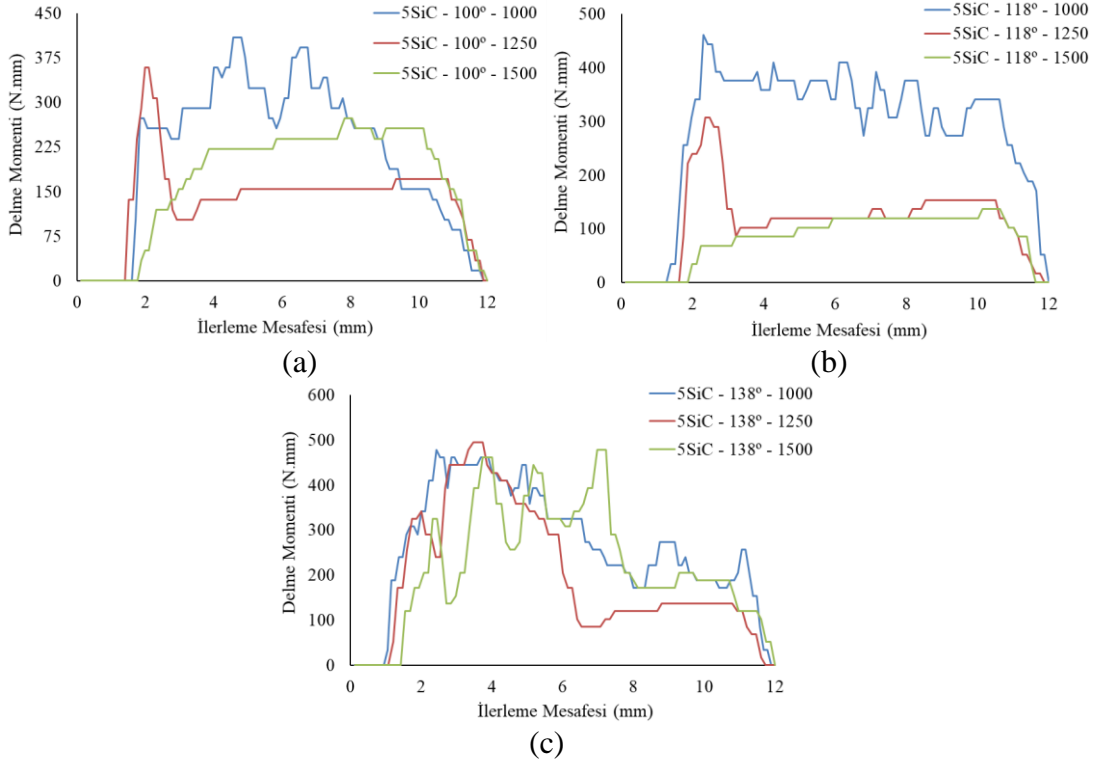 450
375
300
225
150
75
0
Delme Momenti (N.mm)
5SiC - 100º - 1000
5SiC - 100º - 1250
5SiC - 100º - 1500
0 2 4 6 8 10 12
İlerleme Mesafesi (mm)
(a)
500
400
300
200
100
0
Delme Momenti (N.mm)
5SiC - 118º - 1000
5SiC - 118º - 1250
5SiC - 118º - 1500
0 2 4 6 8 10 12
İlerleme Mesafesi (mm)
(b)
600
500
400
300
200
100
0
Delme Momenti (N.mm)
5SiC - 138º - 1000
5SiC - 138º - 1250
5SiC - 138º - 1500
0 2 4 6 8 10 12
İlerleme Mesafesi (mm)
(c)